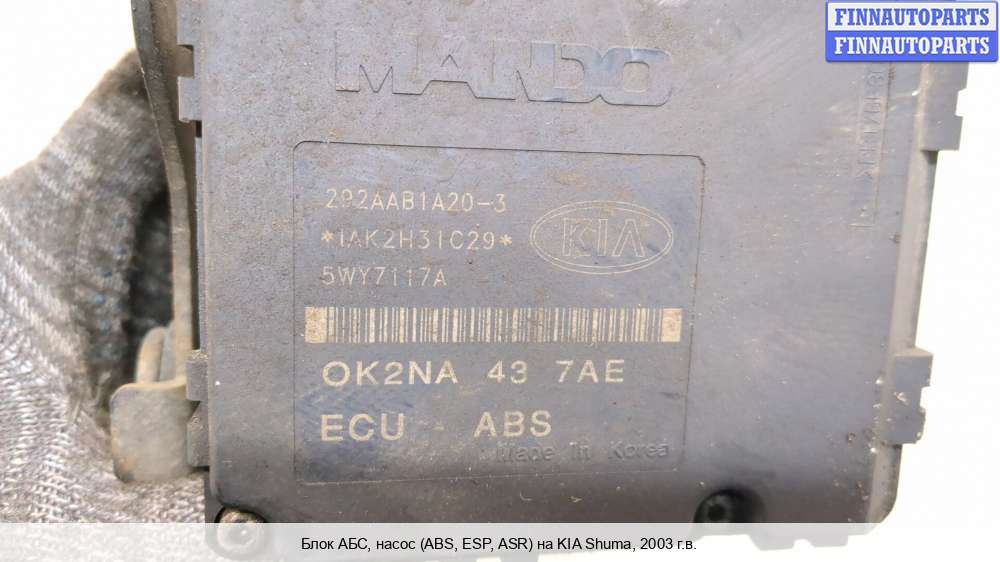 FINNAUTOPARTS
FINNAUTOPARTS
MANDO
292AAB1A20-3
*IAK2H31C29*
KIA
5WY7117A
OK2NA 43 7AE
ECU ABS
Made In Korea
Блок АБС, насос (ABS, ESP, ASR) на KIA Shuma, 2003 г.в.